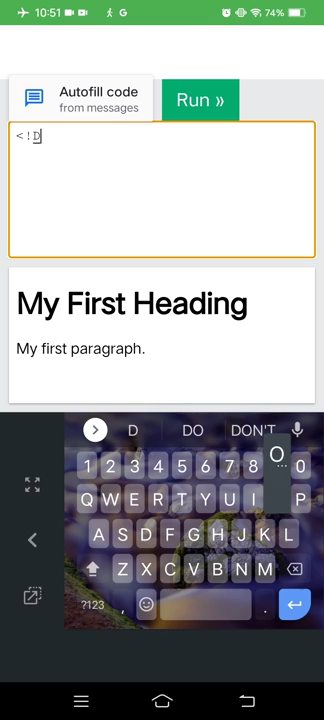 10:51
G
74%
Autofill code
from messages
Run »
<!D
My First Heading
My first paragraph.
D DO DON'T
1 2 3 4 5 6 7 8 0
O...
Q W E R T Y U I P
A S D F G H J K L
Z X C V B N M
?123 , .